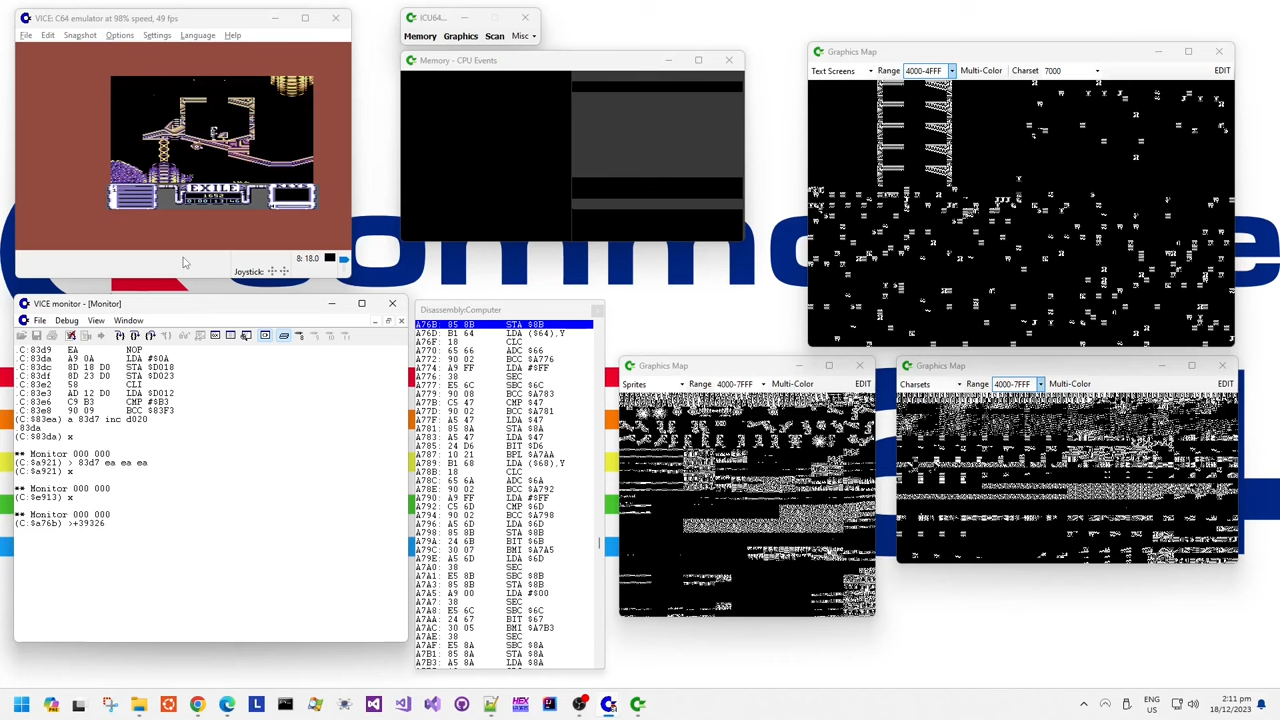 VICE: C64 emulator at 98% speed, 49 fps
File Edit Snapshot Options Settings Language Help
EXILE
KEYS
Joystick:
8: 18.0
ICU64...
Memory Graphics Scan Misc
Memory - CPU Events
Graphics Map
Text Screens Range 4000-4FFF Multi-Color Charset 7000 EDIT
VICE monitor - [Monitor]
File Debug View Window
.C:83d9 EA NOP
.C:83da A9 0A LDA #$0A
.C:83dc 8D 18 D0 STA $D018
.C:83df 8D 23 D0 STA $D023
.C:83e2 58 CLI
.C:83e3 AD 12 D0 LDA $D012
.C:83e6 C9 B3 CMP #$B3
.C:83e8 90 09 BCC $83F3
(C:$83ea) a 83d7 inc d020
.83da
(C:$83da) x
** Monitor 000 000
(C:$a921) > 83d7 ea ea ea
(C:$a921) x
** Monitor 000 000
(C:$e913) x
** Monitor 000 000
(C:$a76b) >+39326
Disassembly:Computer
A76B: 85 8B STA $8B
A76D: B1 64 LDA ($64),Y
A76F: 18 CLC
A770: 65 66 ADC $66
A772: 90 02 BCC $A776
A774: A9 FF LDA #$FF
A776: 38 SEC
A777: E5 6C SBC $6C
A779: 90 08 BCC $A783
A77B: C5 47 CMP $47
A77D: 90 02 BCC $A781
A77F: A5 47 LDA $47
A781: 85 8A STA $8A
A783: A5 47 LDA $47
A785: 24 D6 BIT $D6
A787: 10 21 BPL $A7AA
A789: B1 68 LDA ($68),Y
A78B: 18 CLC
A78C: 65 6A ADC $6A
A78E: 90 02 BCC $A792
A790: A9 FF LDA #$FF
A792: C5 6D CMP $6D
A794: 90 02 BCC $A798
A796: A5 6D LDA $6D
A798: 85 8B STA $8B
A79A: 24 6B BIT $6B
A79C: 30 07 BMI $A7A5
A79E: A5 6D LDA $6D
A7A0: 38 SEC
A7A1: E5 8B SBC $8B
A7A3: 85 8B STA $8B
A7A5: A9 00 LDA #$00
A7A7: 38 SEC
A7A8: E5 6C SBC $6C
A7AA: 24 67 BIT $67
A7AC: 30 05 BMI $A7B3
A7AE: 38 SEC
A7AF: E5 8A SBC $8A
A7B1: 85 8A STA $8A
A7B3: A5 8A LDA $8A
Graphics Map
Sprites Range 4000-7FFF Multi-Color EDIT
Graphics Map
Charsets Range 4000-7FFF Multi-Color EDIT
ENG
US
2:11 pm
18/12/2023